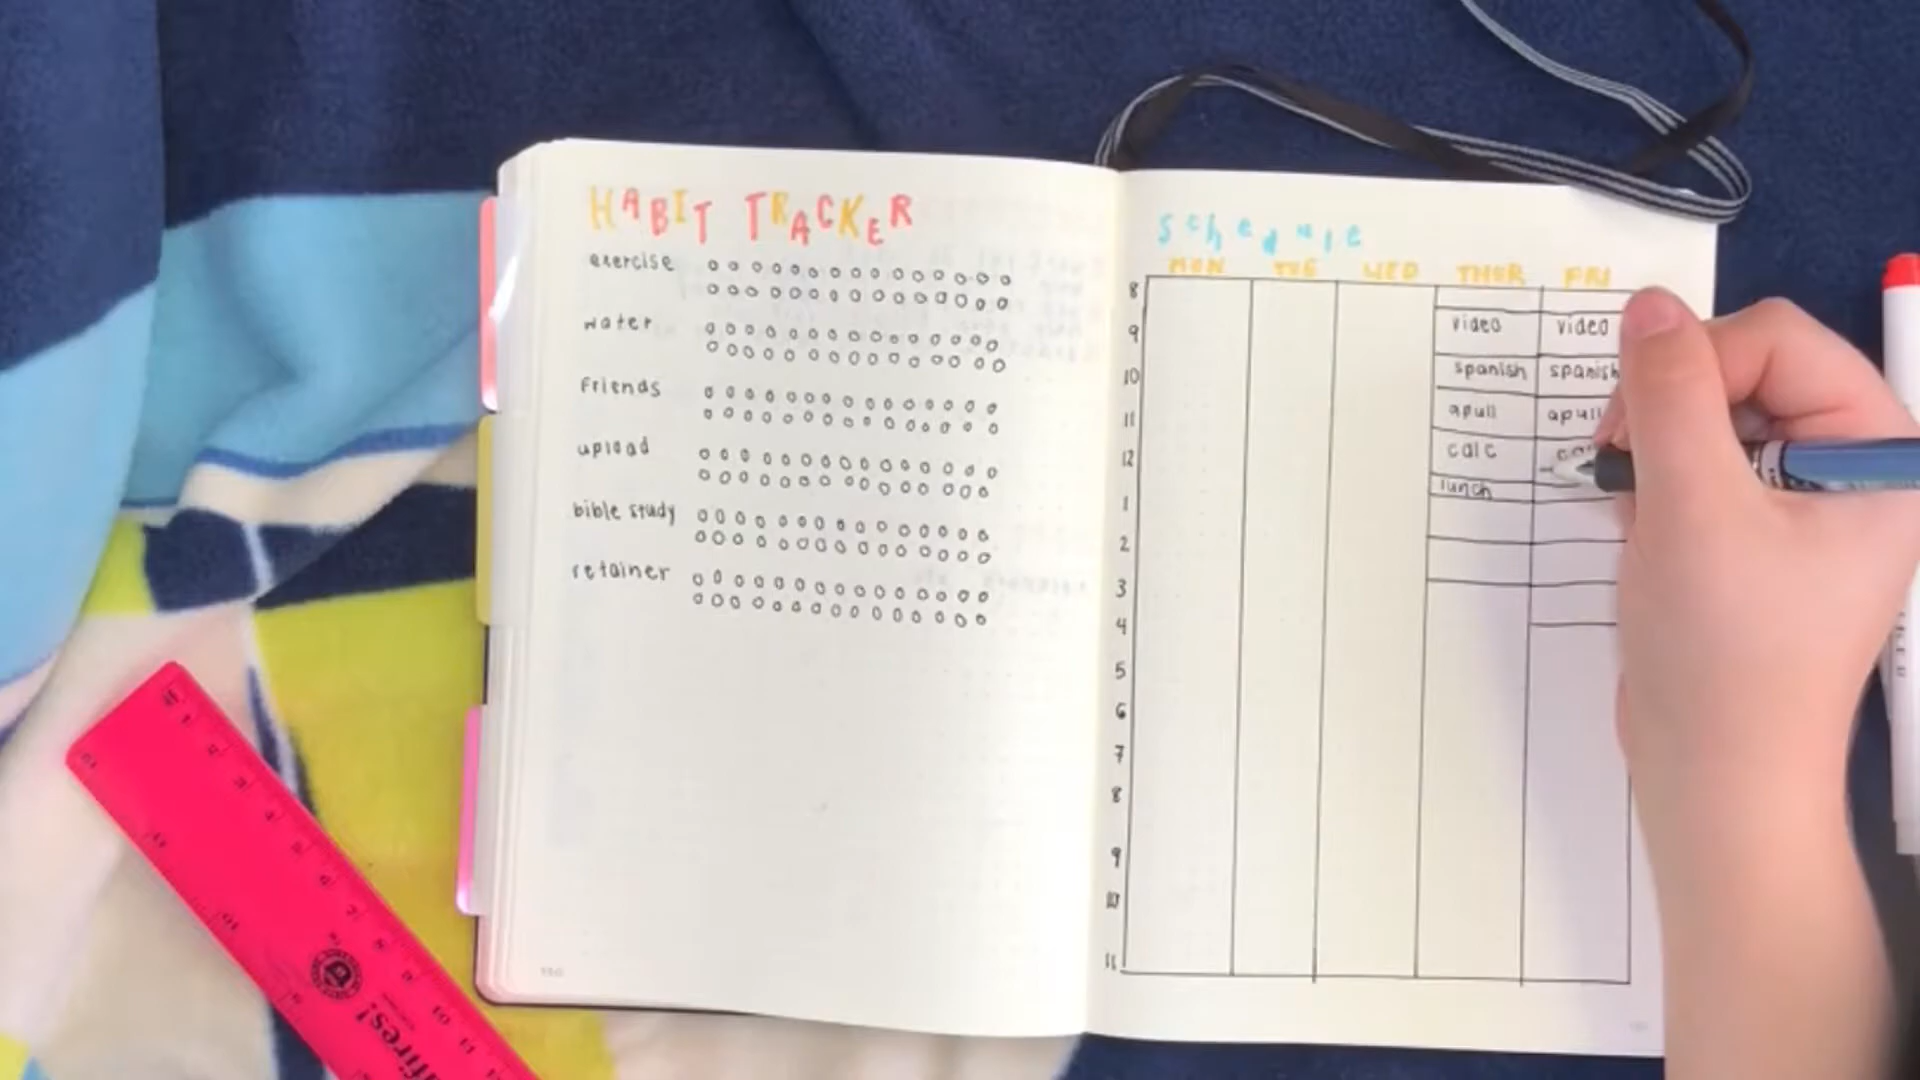 HABIT TRACKER
exercise
water
Friends
upload
bible study
retainer
schedule
MON TUE WED THUR FRI
8
9 video video
10 spanish spanish
11 apull apull
12 calc
lunch
1
2
3
4
5
6
7
8
9
10
11